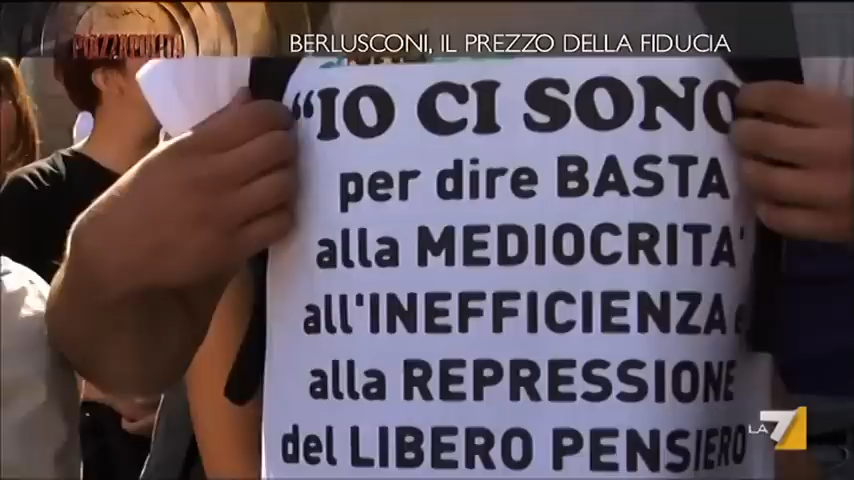 PIAZZAPULITA
BERLUSCONI, IL PREZZO DELLA FIDUCIA
“IO CI SONO
per dire BASTA
alla MEDIOCRITA'
all'INEFFICIENZA e
alla REPRESSIONE
del LIBERO PENSIERO
LA7